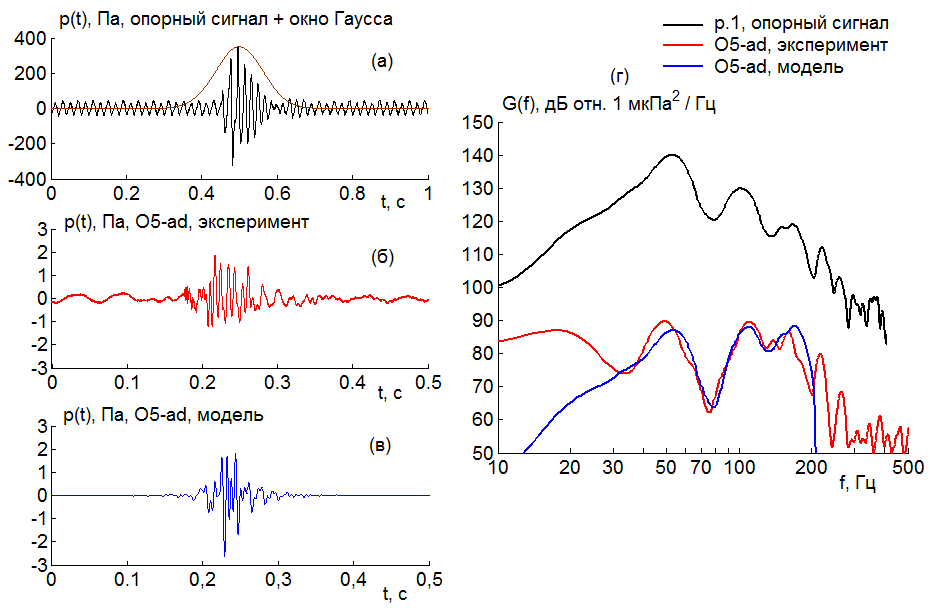 p(t), Па, опорный сигнал + окно Гаусса
(а)
400
200
0
-200
-400
0 0.2 0.4 0.6 0.8 1
t, с
p(t), Па, O5-ad, эксперимент
(б)
3
2
1
0
-1
-2
-3
0 0.1 0.2 0.3 0.4 0.5
t, с
p(t), Па, O5-ad, модель
(в)
3
2
1
0
-1
-2
-3
0 0.1 0,2 0.3 0,4 0,5
t, с
р.1, опорный сигнал
O5-ad, эксперимент
O5-ad, модель
(г)
G(f), дБ отн. 1 мкПа² / Гц
150
140
130
120
110
100
90
80
70
60
50
10 20 30 50 70 100 200 500
f, Гц